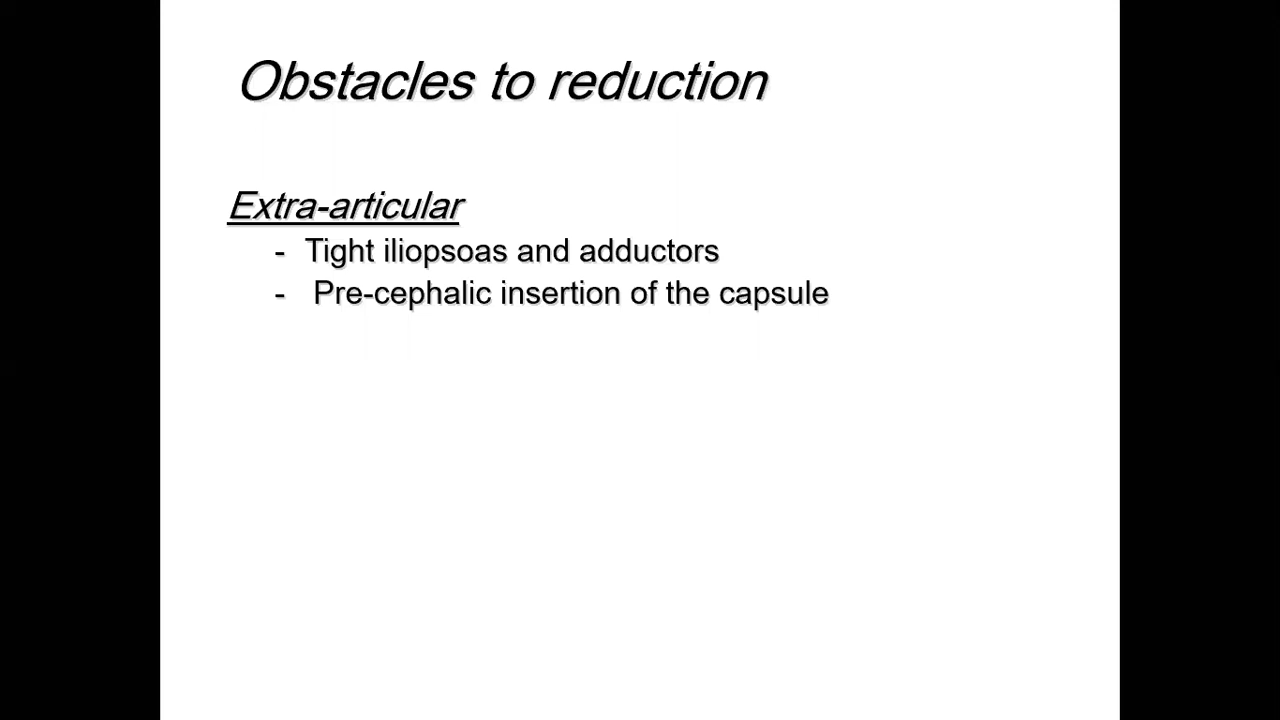 Obstacles to reduction
Extra-articular
- Tight iliopsoas and adductors
- Pre-cephalic insertion of the capsule